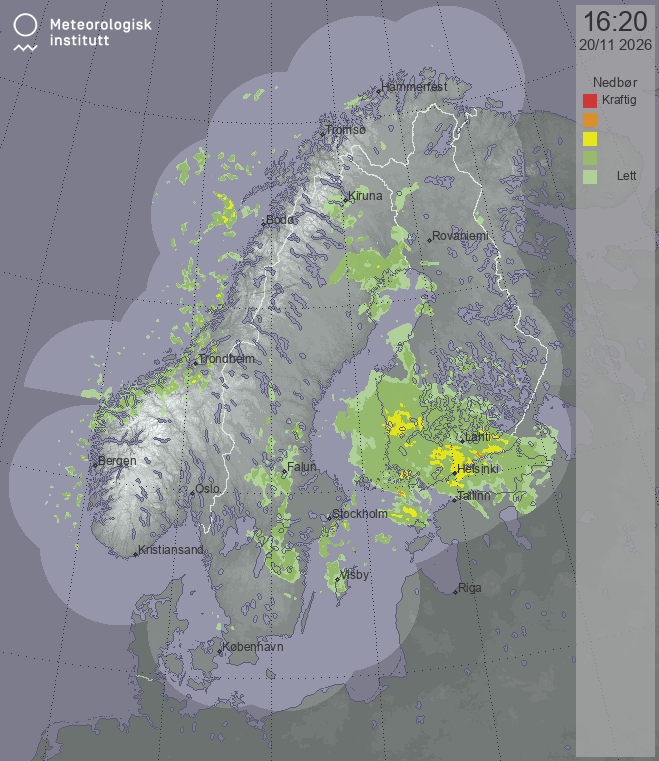 Meteorologisk
institutt
16:20
20/11 2026
Nedbør
Kraftig
Lett
Hammerfest
Tromsø
Kiruna
Bodø
Rovaniemi
Trondheim
Lahti
Bergen
Falun
Helsinki
Oslo
Tallinn
Stockholm
Kristiansand
Visby
Riga
København